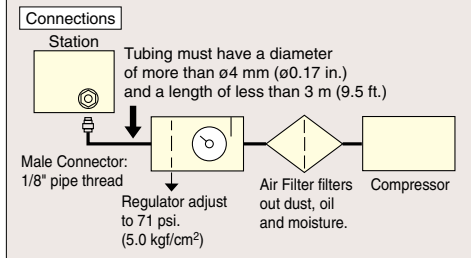 Connections
Station
Tubing must have a diameter
of more than ø4 mm (ø0.17 in.)
and a length of less than 3 m (9.5 ft.)
Male Connector:
1/8" pipe thread
Regulator adjust
to 71 psi.
(5.0 kgf/cm²)
Air Filter filters
out dust, oil
and moisture.
Compressor